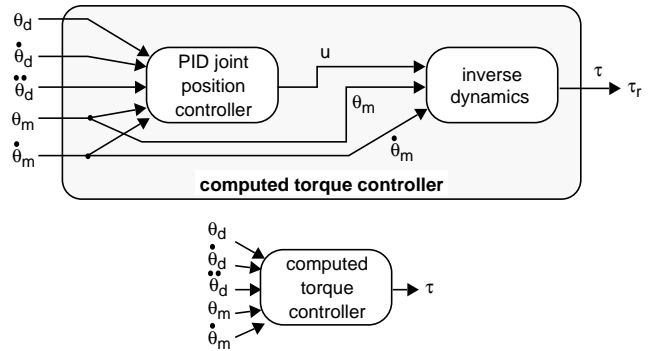 θd
θ̇d
θ̈d
θm
θ̇m
PID joint
position
controller
u
θm
θ̇m
inverse
dynamics
τ
τr
computed torque controller
θd
θ̇d
θ̈d
θm
θ̇m
computed
torque
controller
τ